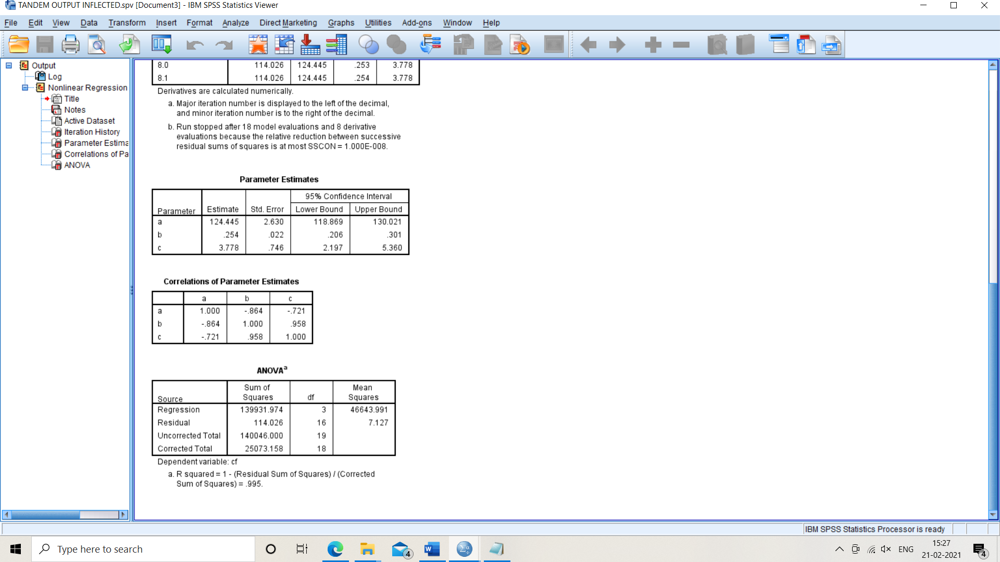 TANDEM OUTPUT INFLECTED.spv [Document3] - IBM SPSS Statistics Viewer
File Edit View Data Transform Insert Format Analyze Direct Marketing Graphs Utilities Add-ons Window Help
Output
Log
Nonlinear Regression
Title
Notes
Active Dataset
Iteration History
Parameter Estima
Correlations of Pa
ANOVA
8.0 114.026 124.445 .253 3.778
8.1 114.026 124.445 .254 3.778
Derivatives are calculated numerically.
a. Major iteration number is displayed to the left of the decimal,
and minor iteration number is to the right of the decimal.
b. Run stopped after 18 model evaluations and 8 derivative
evaluations because the relative reduction between successive
residual sums of squares is at most SSCON = 1.000E-008.
Parameter Estimates
95% Confidence Interval
Parameter Estimate Std. Error Lower Bound Upper Bound
a 124.445 2.630 118.869 130.021
b .254 .022 .206 .301
c 3.778 .746 2.197 5.360
Correlations of Parameter Estimates
a b c
a 1.000 -.864 -.721
b -.864 1.000 .958
c -.721 .958 1.000
ANOVAa
Sum of Mean
Source Squares df Squares
Regression 139931.974 3 46643.991
Residual 114.026 16 7.127
Uncorrected Total 140046.000 19
Corrected Total 25073.158 18
Dependent variable: cf
a. R squared = 1 - (Residual Sum of Squares) / (Corrected
Sum of Squares) = .995.
IBM SPSS Statistics Processor is ready
Type here to search
4
W
Σα
ENG
15:27
21-02-2021
4